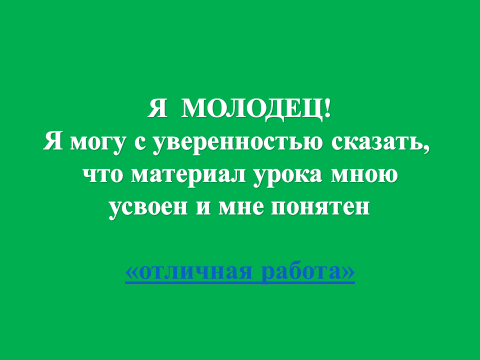 Я  МОЛОДЕЦ!
Я могу с уверенностью сказать,
что материал урока мною
усвоен и мне понятен
«отличная работа»